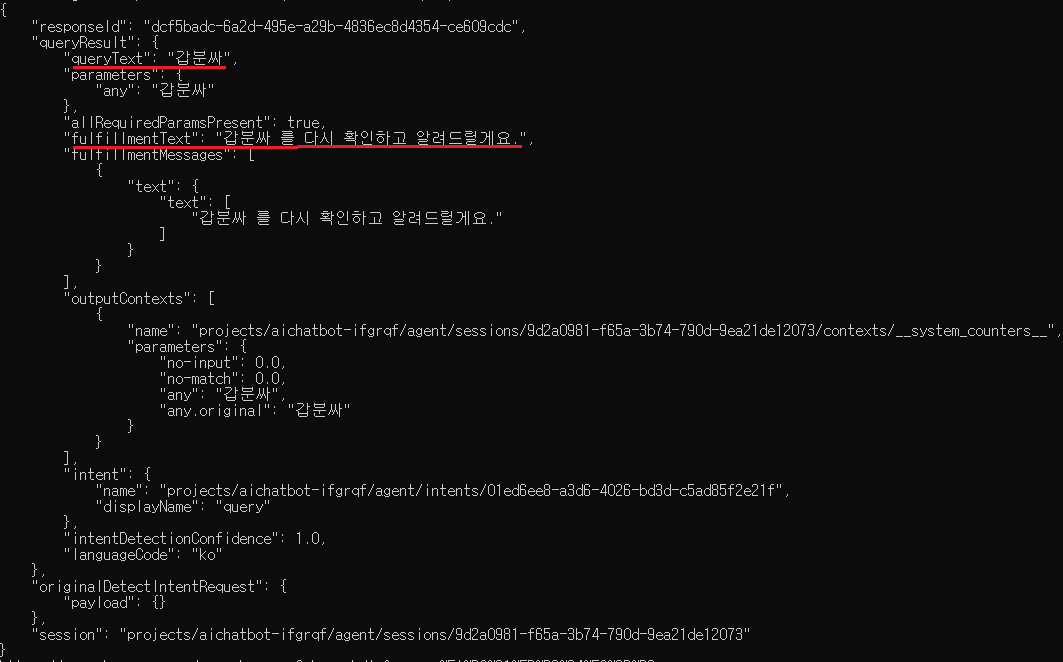 {
"responseId": "dcf5badc-6a2d-495e-a29b-4836ec8d4354-ce609cdc",
"queryResult": {
"queryText": "갑분싸",
"parameters": {
"any": "갑분싸"
},
"allRequiredParamsPresent": true,
"fulfillmentText": "갑분싸 를 다시 확인하고 알려드릴게요.",
"fulfillmentMessages": [
{
"text": {
"text": [
"갑분싸 를 다시 확인하고 알려드릴게요."
]
}
}
],
"outputContexts": [
{
"name": "projects/aichatbot-ifgrqf/agent/sessions/9d2a0981-f65a-3b74-790d-9ea21de12073/contexts/__system_counters__",
"parameters": {
"no-input": 0.0,
"no-match": 0.0,
"any": "갑분싸",
"any.original": "갑분싸"
}
}
],
"intent": {
"name": "projects/aichatbot-ifgrqf/agent/intents/01ed6ee8-a3d6-4026-bd3d-c5ad85f2e21f",
"displayName": "query"
},
"intentDetectionConfidence": 1.0,
"languageCode": "ko"
},
"originalDetectIntentRequest": {
"payload": {}
},
"session": "projects/aichatbot-ifgrqf/agent/sessions/9d2a0981-f65a-3b74-790d-9ea21de12073"
}